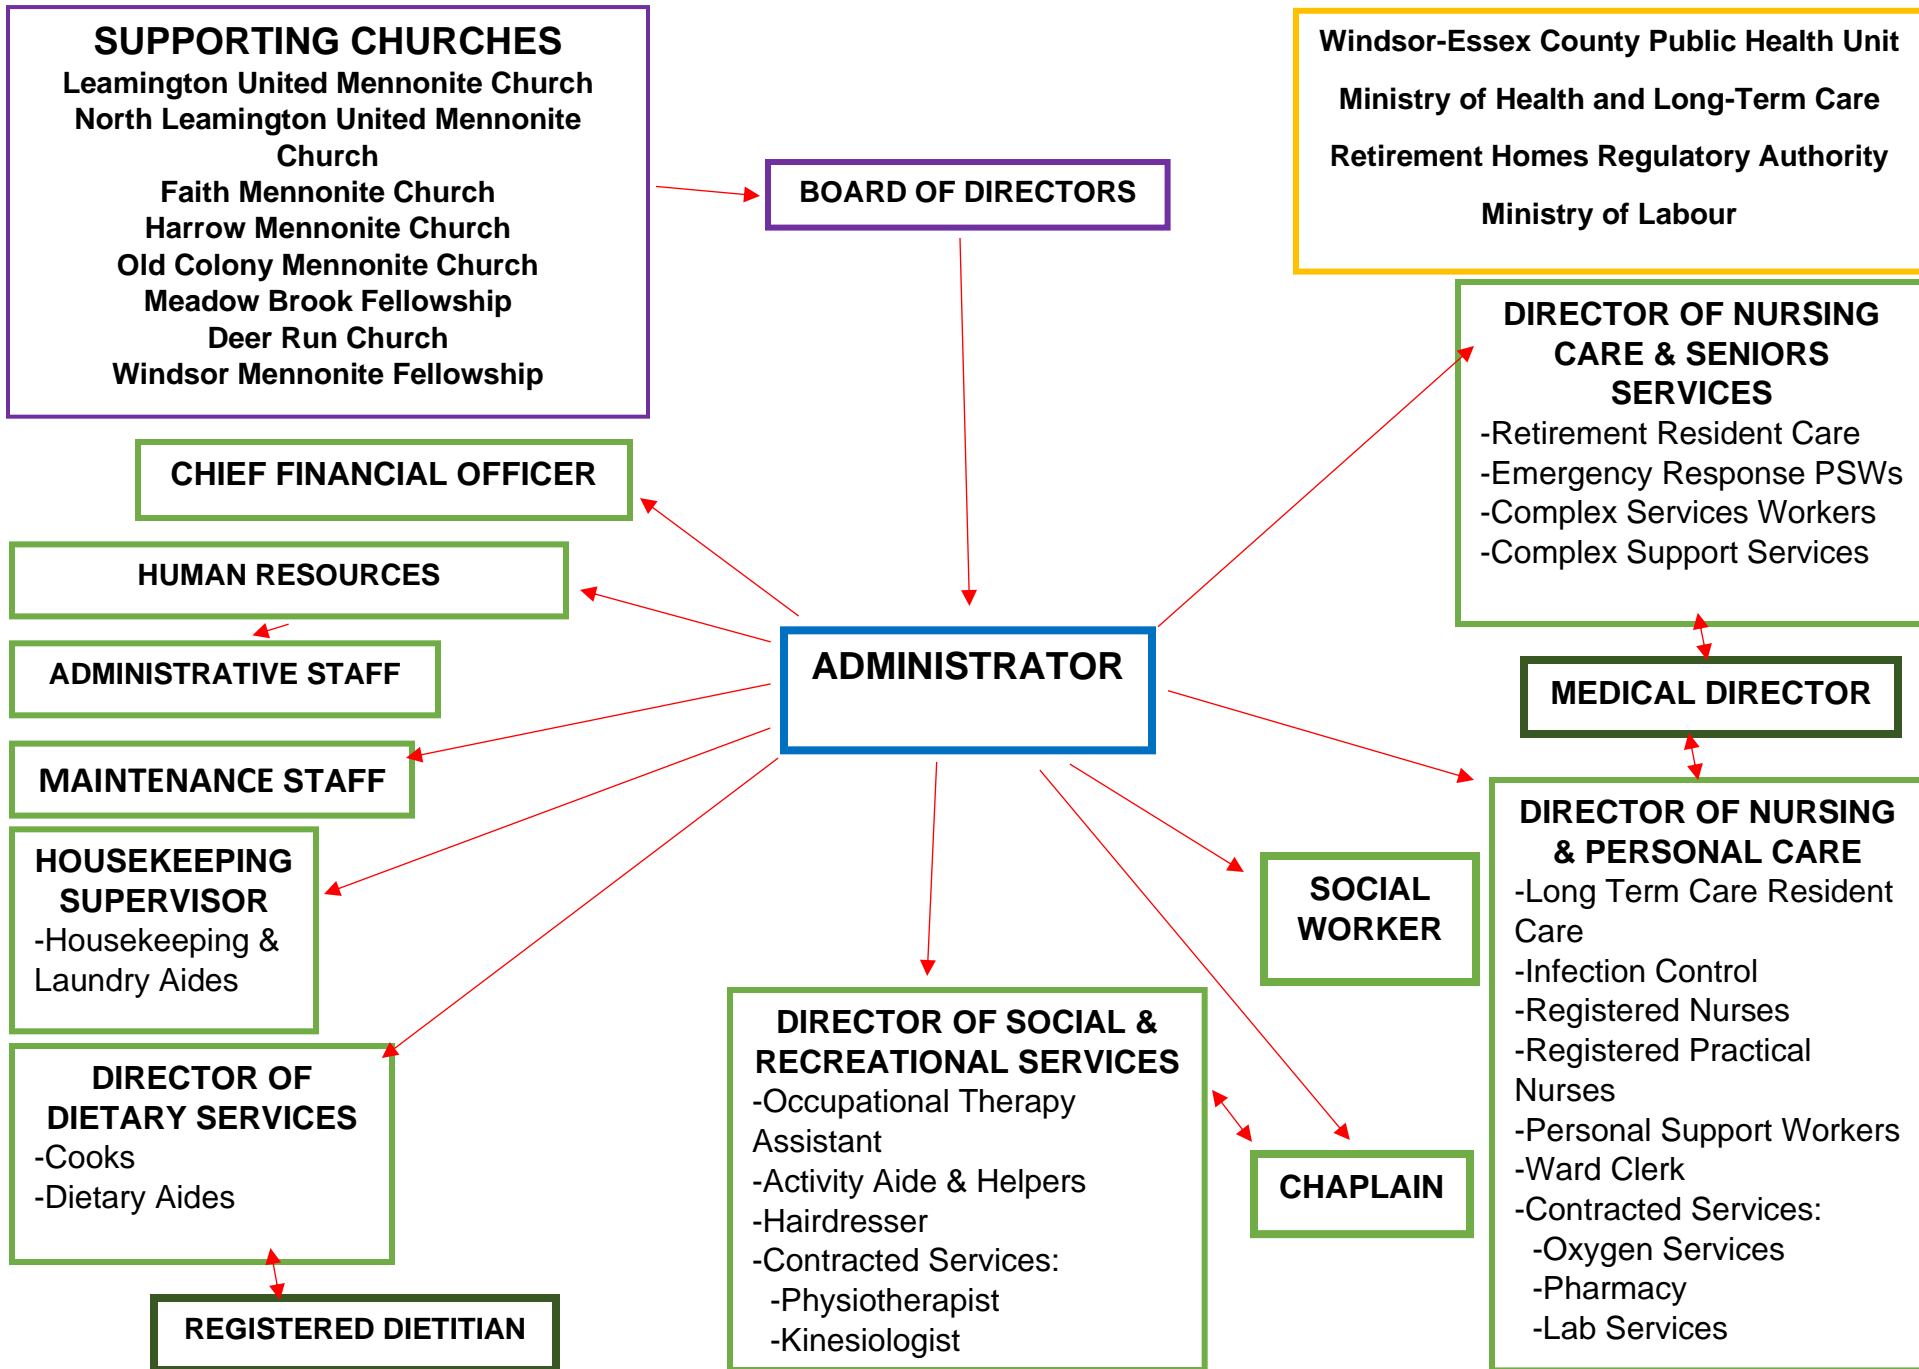 SUPPORTING CHURCHES
Leamington United Mennonite Church
North Leamington United Mennonite
Church
Faith Mennonite Church
Harrow Mennonite Church
Old Colony Mennonite Church
Meadow Brook Fellowship
Deer Run Church
Windsor Mennonite Fellowship
BOARD OF DIRECTORS
Windsor-Essex County Public Health Unit
Ministry of Health and Long-Term Care
Retirement Homes Regulatory Authority
Ministry of Labour
CHIEF FINANCIAL OFFICER
HUMAN RESOURCES
ADMINISTRATIVE STAFF
MAINTENANCE STAFF
HOUSEKEEPING
SUPERVISOR
-Housekeeping &
Laundry Aides
DIRECTOR OF
DIETARY SERVICES
-Cooks
-Dietary Aides
REGISTERED DIETITIAN
ADMINISTRATOR
DIRECTOR OF SOCIAL &
RECREATIONAL SERVICES
-Occupational Therapy
Assistant
-Activity Aide & Helpers
-Hairdresser
-Contracted Services:
-Physiotherapist
-Kinesiologist
SOCIAL
WORKER
CHAPLAIN
DIRECTOR OF NURSING
CARE & SENIORS
SERVICES
-Retirement Resident Care
-Emergency Response PSWs
-Complex Services Workers
-Complex Support Services
MEDICAL DIRECTOR
DIRECTOR OF NURSING
& PERSONAL CARE
-Long Term Care Resident
Care
-Infection Control
-Registered Nurses
-Registered Practical
Nurses
-Personal Support Workers
-Ward Clerk
-Contracted Services:
-Oxygen Services
-Pharmacy
-Lab Services